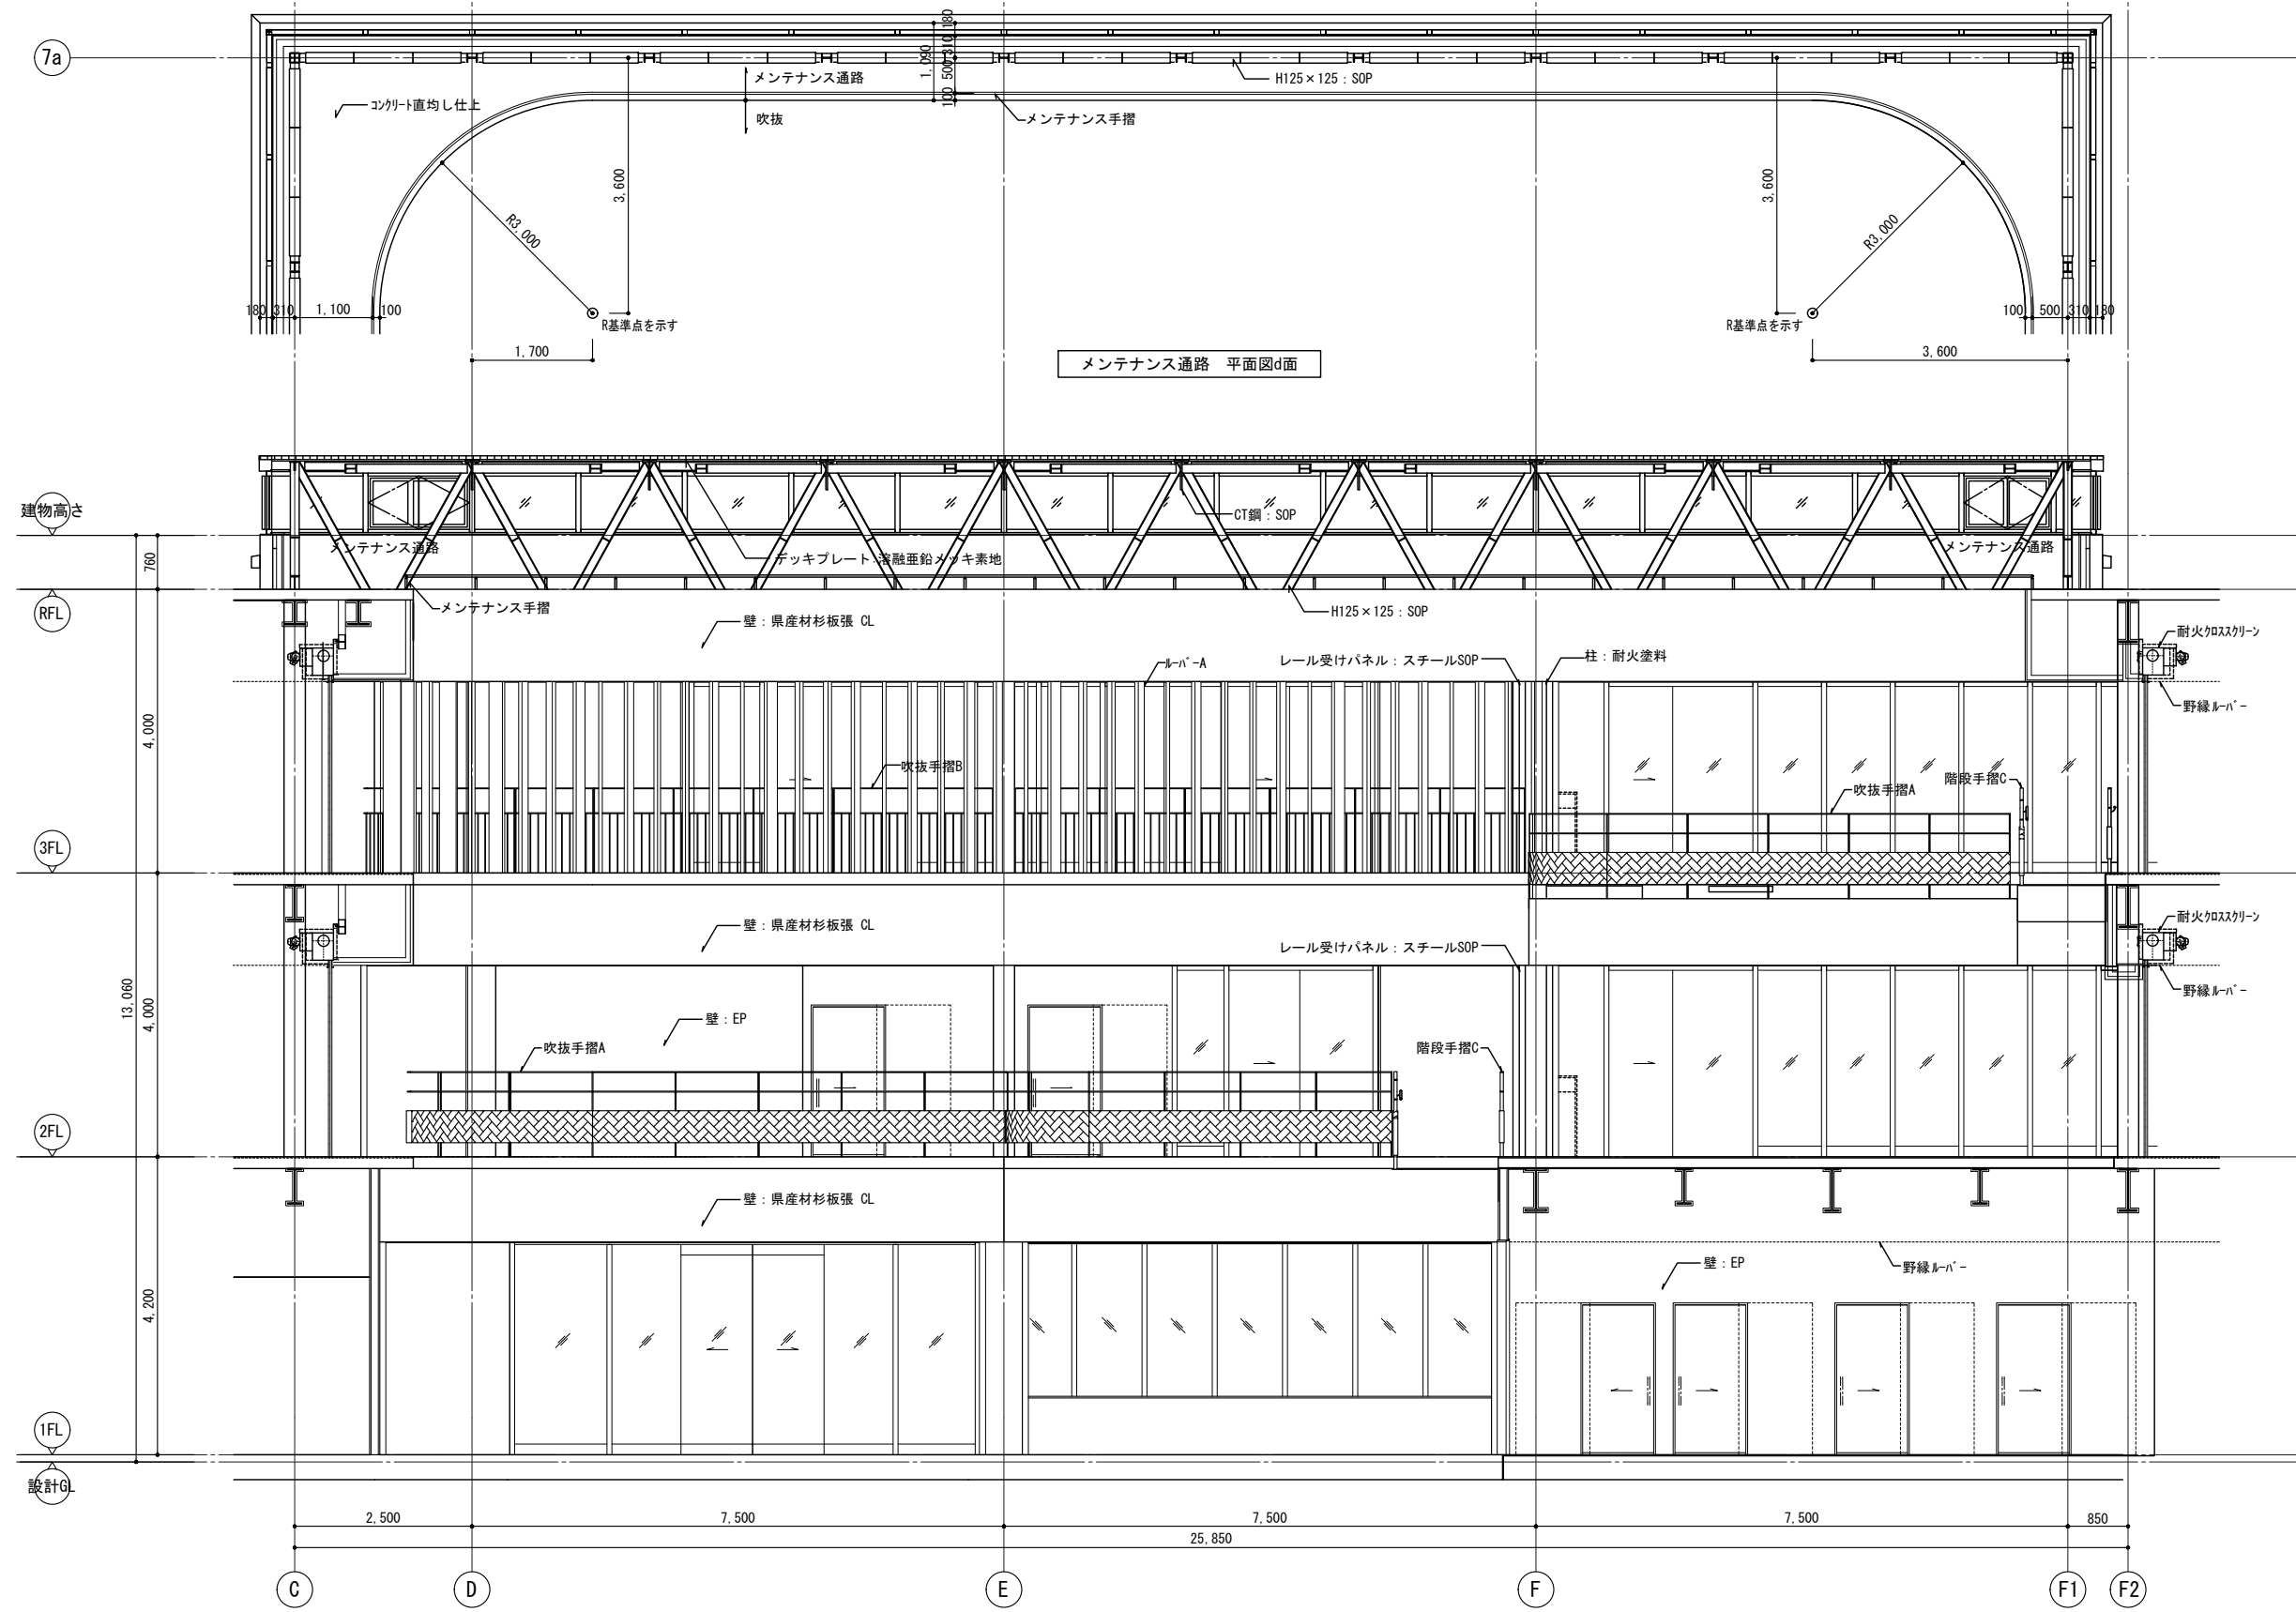 7a
180
310
500
100
1,090
メンテナンス通路
吹抜
H125×125：SOP
メンテナンス手摺
ｺﾝｸﾘｰﾄ直均し仕上
3,600
3,600
R3,000
R3,000
180 310 1,100 100
R基準点を示す
R基準点を示す
100 500 310 180
1,700
3,600
メンテナンス通路　平面図d面
建物高さ
メンテナンス通路
CT鋼：SOP
メンテナンス通路
デッキプレート:溶融亜鉛メッキ素地
760
RFL
メンテナンス手摺
H125×125：SOP
壁：県産材杉板張 CL
耐火ｸﾛｽｽｸﾘｰﾝ
ﾙｰﾊﾞｰA
レール受けパネル：スチールSOP
柱：耐火塗料
野縁ﾙｰﾊﾞｰ
4,000
吹抜手摺B
階段手摺C
吹抜手摺A
3FL
壁：県産材杉板張 CL
耐火ｸﾛｽｽｸﾘｰﾝ
レール受けパネル：スチールSOP
野縁ﾙｰﾊﾞｰ
13,060
4,000
壁：EP
吹抜手摺A
階段手摺C
2FL
壁：県産材杉板張 CL
壁：EP
野縁ﾙｰﾊﾞｰ
4,200
1FL
設計GL
2,500 7,500 7,500 7,500 850
25,850
C D E F F1 F2